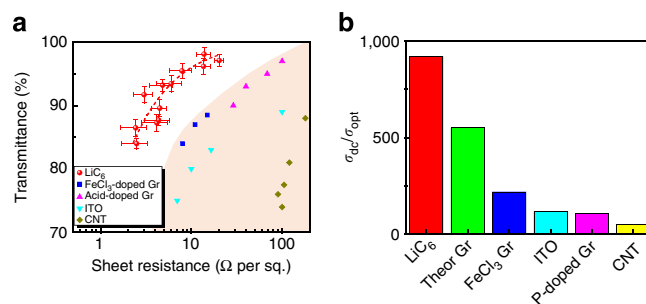 a
Transmittance (%)
100
90
80
70
LiC6
FeCl3-doped Gr
Acid-doped Gr
ITO
CNT
1
10
100
Sheet resistance (Ω per sq.)
b
σdc/σopt
1,000
500
0
LiC6
Theor Gr
FeCl3 Gr
ITO
P-doped Gr
CNT